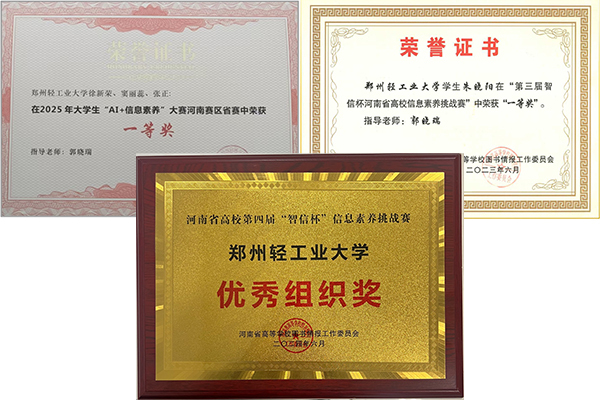 荣誉证书
郑州轻工业大学徐新荣、窦丽蕊、张正:
在2025年大学生“AI+信息素养”大赛河南赛区省赛中荣获
一等奖
指导老师：郭晓瑞
荣誉证书
郑州轻工业大学学生朱晓阳在“第三届智
信杯河南省高校信息素养挑战赛”中荣获“一等奖”。
指导老师：郭晓瑞
等学校图书情报工作委员会
二〇二三年六月
河南省高校第四届“智信杯”信息素养挑战赛
郑州轻工业大学
优秀组织奖
河南省高等学校图书情报工作委员会
二〇二四年六月